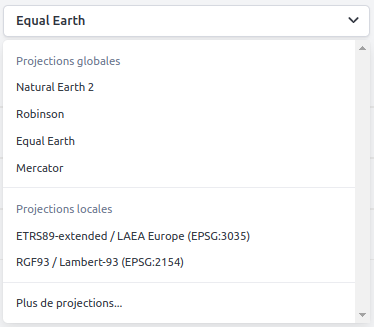 Equal Earth
Projections globales
Natural Earth 2
Robinson
Equal Earth
Mercator
Projections locales
ETRS89-extended / LAEA Europe (EPSG:3035)
RGF93 / Lambert-93 (EPSG:2154)
Plus de projections...